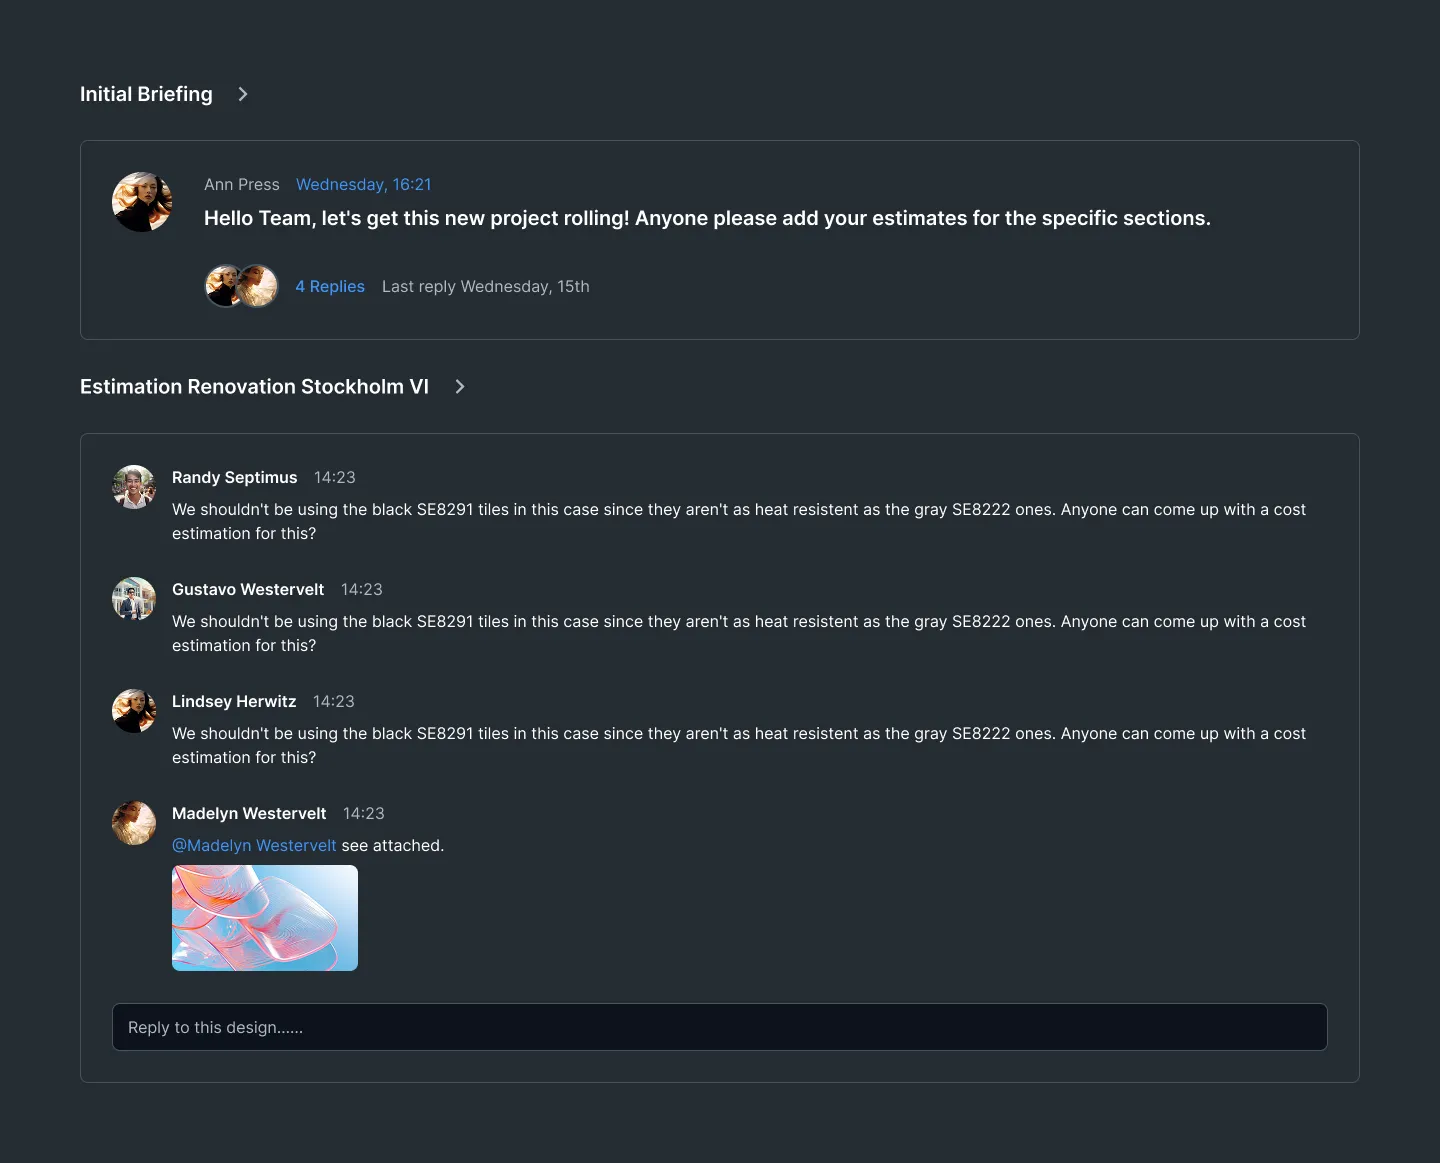 Initial Briefing
Ann Press Wednesday, 16:21
Hello Team, let's get this new project rolling! Anyone please add your estimates for the specific sections.
4 Replies Last reply Wednesday, 15th
Estimation Renovation Stockholm VI
Randy Septimus 14:23
We shouldn't be using the black SE8291 tiles in this case since they aren't as heat resistent as the gray SE8222 ones. Anyone can come up with a cost
estimation for this?
Gustavo Westervelt 14:23
We shouldn't be using the black SE8291 tiles in this case since they aren't as heat resistent as the gray SE8222 ones. Anyone can come up with a cost
estimation for this?
Lindsey Herwitz 14:23
We shouldn't be using the black SE8291 tiles in this case since they aren't as heat resistent as the gray SE8222 ones. Anyone can come up with a cost
estimation for this?
Madelyn Westervelt 14:23
@Madelyn Westervelt see attached.
Reply to this design......